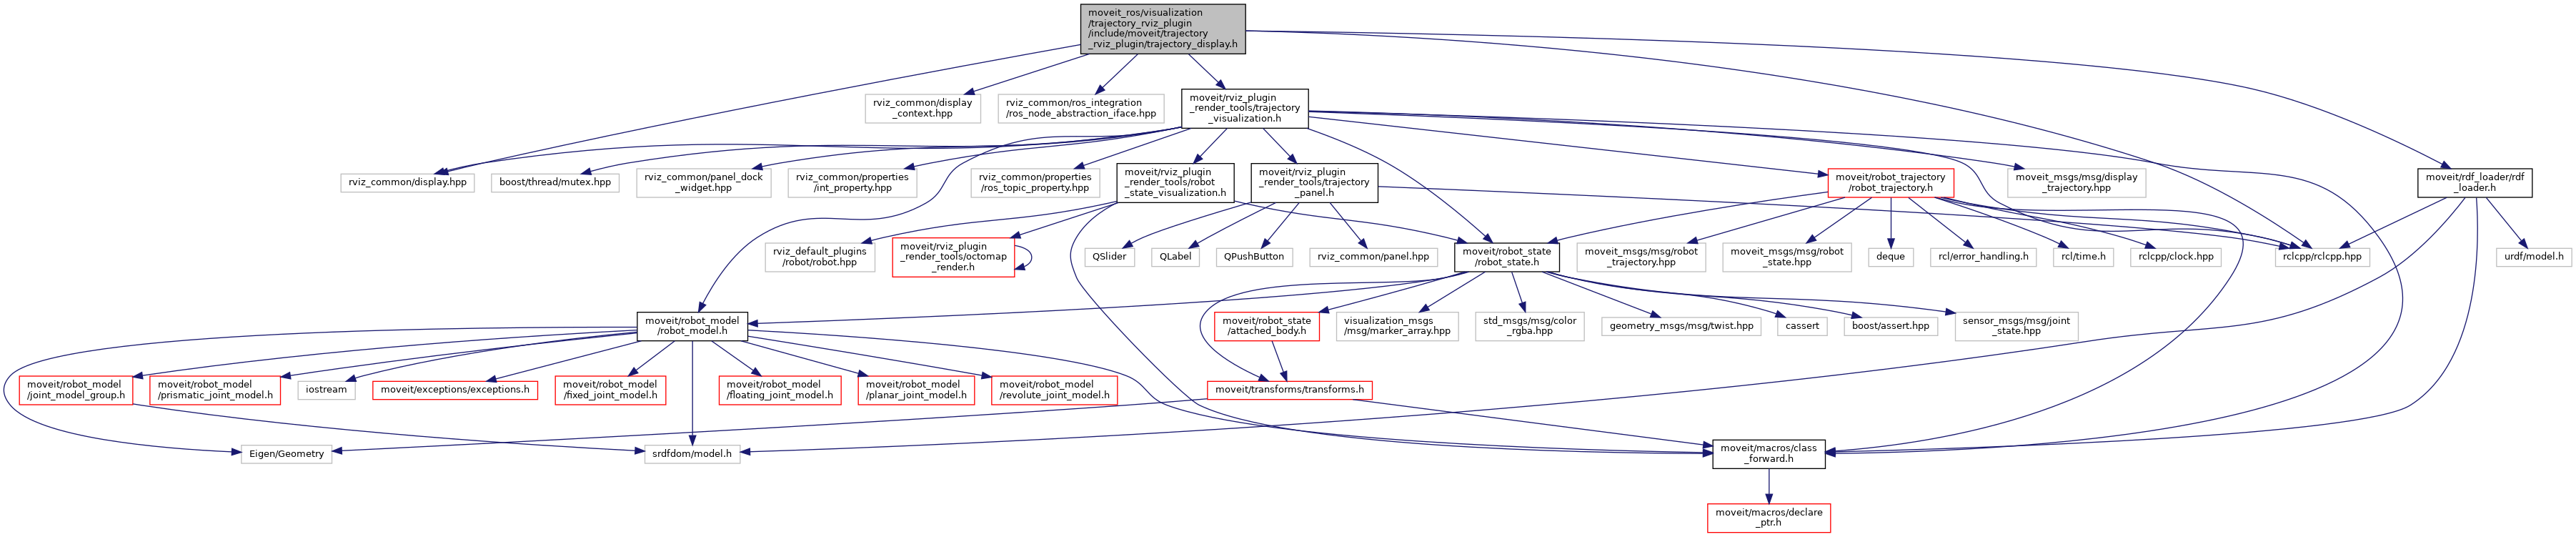 moveit_ros/visualization
/trajectory_rviz_plugin
/include/moveit/trajectory
_rviz_plugin/trajectory_display.h
rviz_common/display
_context.hpp
rviz_common/ros_integration
/ros_node_abstraction_iface.hpp
moveit/rviz_plugin
_render_tools/trajectory
_visualization.h
rviz_common/display.hpp
boost/thread/mutex.hpp
rviz_common/panel_dock
_widget.hpp
rviz_common/properties
/int_property.hpp
rviz_common/properties
/ros_topic_property.hpp
moveit/rviz_plugin
_render_tools/robot
_state_visualization.h
moveit/rviz_plugin
_render_tools/trajectory
_panel.h
moveit/robot_trajectory
/robot_trajectory.h
moveit_msgs/msg/display
_trajectory.hpp
moveit/rdf_loader/rdf
_loader.h
rviz_default_plugins
/robot/robot.hpp
moveit/rviz_plugin
_render_tools/octomap
_render.h
QSlider
QLabel
QPushButton
rviz_common/panel.hpp
moveit/robot_state
/robot_state.h
moveit_msgs/msg/robot
_trajectory.hpp
moveit_msgs/msg/robot
_state.hpp
deque
rcl/error_handling.h
rcl/time.h
rclcpp/clock.hpp
rclcpp/rclcpp.hpp
urdf/model.h
moveit/robot_model
/robot_model.h
moveit/robot_state
/attached_body.h
visualization_msgs
/msg/marker_array.hpp
std_msgs/msg/color
_rgba.hpp
geometry_msgs/msg/twist.hpp
cassert
boost/assert.hpp
sensor_msgs/msg/joint
_state.hpp
moveit/robot_model
/joint_model_group.h
moveit/robot_model
/prismatic_joint_model.h
iostream
moveit/exceptions/exceptions.h
moveit/robot_model
/fixed_joint_model.h
moveit/robot_model
/floating_joint_model.h
moveit/robot_model
/planar_joint_model.h
moveit/robot_model
/revolute_joint_model.h
moveit/transforms/transforms.h
Eigen/Geometry
srdfdom/model.h
moveit/macros/class
_forward.h
moveit/macros/declare
_ptr.h